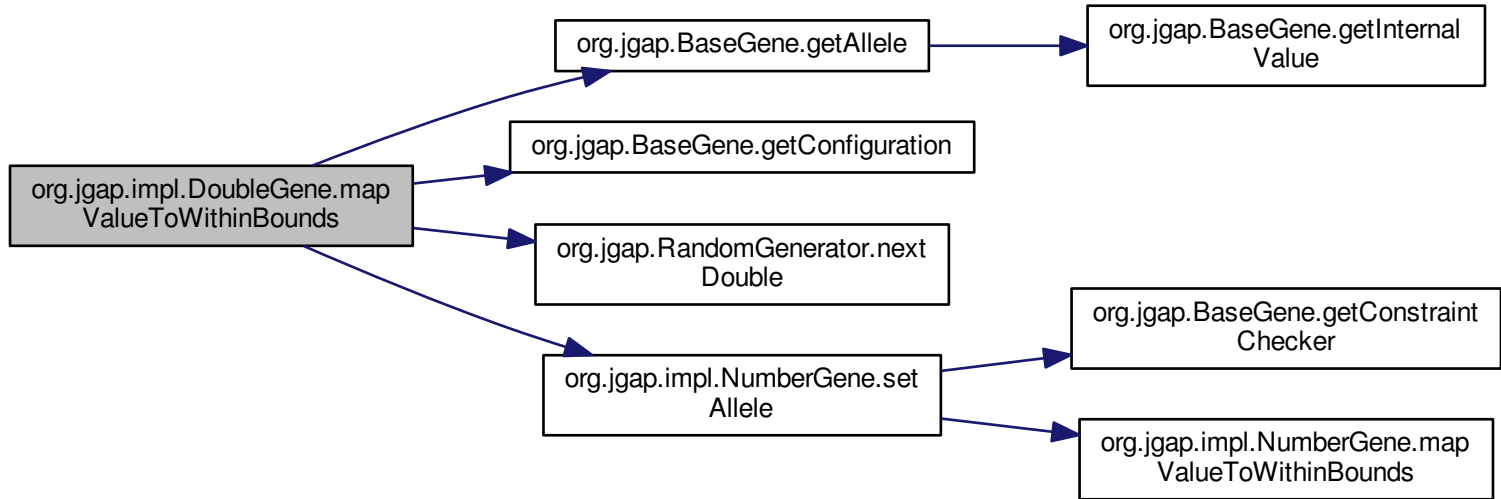 org.jgap.impl.DoubleGene.map
ValueToWithinBounds
org.jgap.BaseGene.getAllele
org.jgap.BaseGene.getInternal
Value
org.jgap.BaseGene.getConfiguration
org.jgap.RandomGenerator.next
Double
org.jgap.impl.NumberGene.set
Allele
org.jgap.BaseGene.getConstraint
Checker
org.jgap.impl.NumberGene.map
ValueToWithinBounds